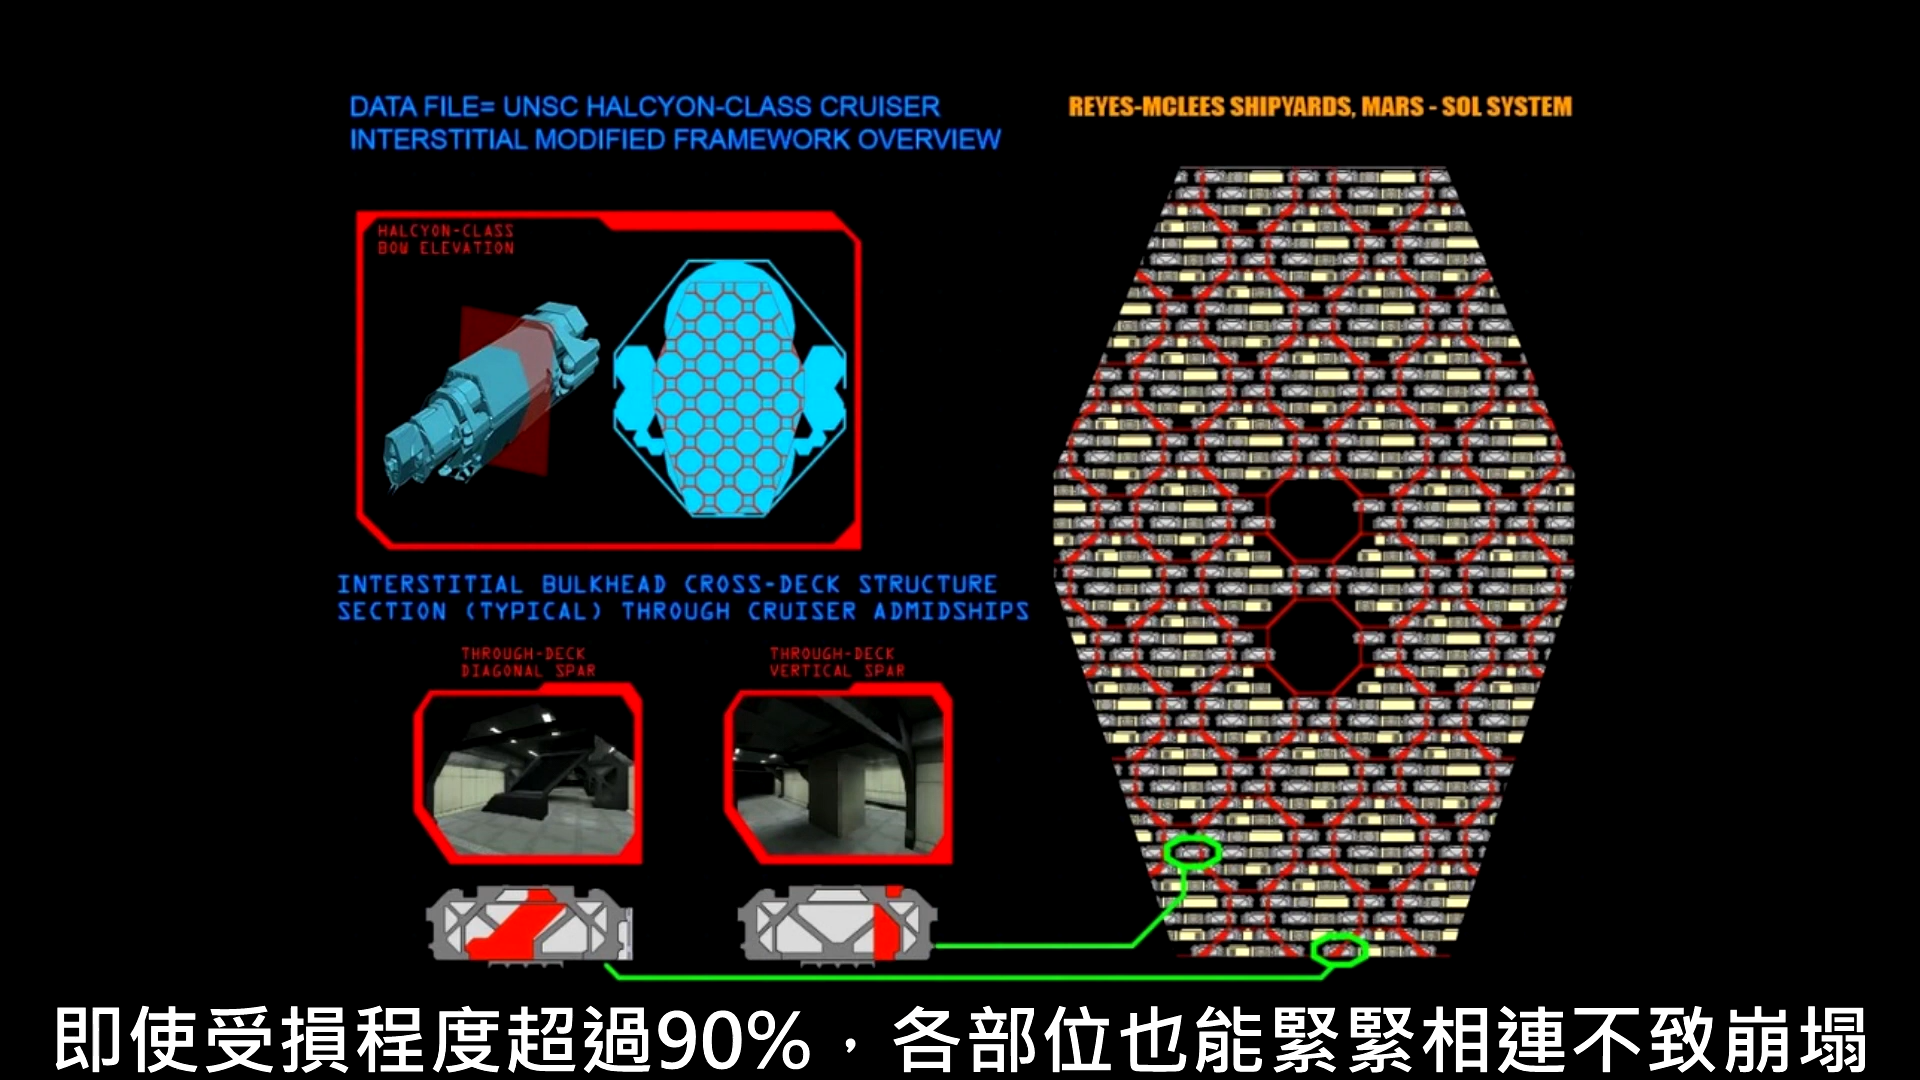 DATA FILE= UNSC HALCYON-CLASS CRUISER
INTERSTITIAL MODIFIED FRAMEWORK OVERVIEW
REYES-MCLEES SHIPYARDS, MARS - SOL SYSTEM
HALCYON-CLASS
BOW ELEVATION
INTERSTITIAL BULKHEAD CROSS-DECK STRUCTURE
SECTION (TYPICAL) THROUGH CRUISER ADMIDSHIPS
THROUGH-DECK
DIAGONAL SPAR
THROUGH-DECK
VERTICAL SPAR
即使受損程度超過90%，各部位也能緊緊相連不致崩塌